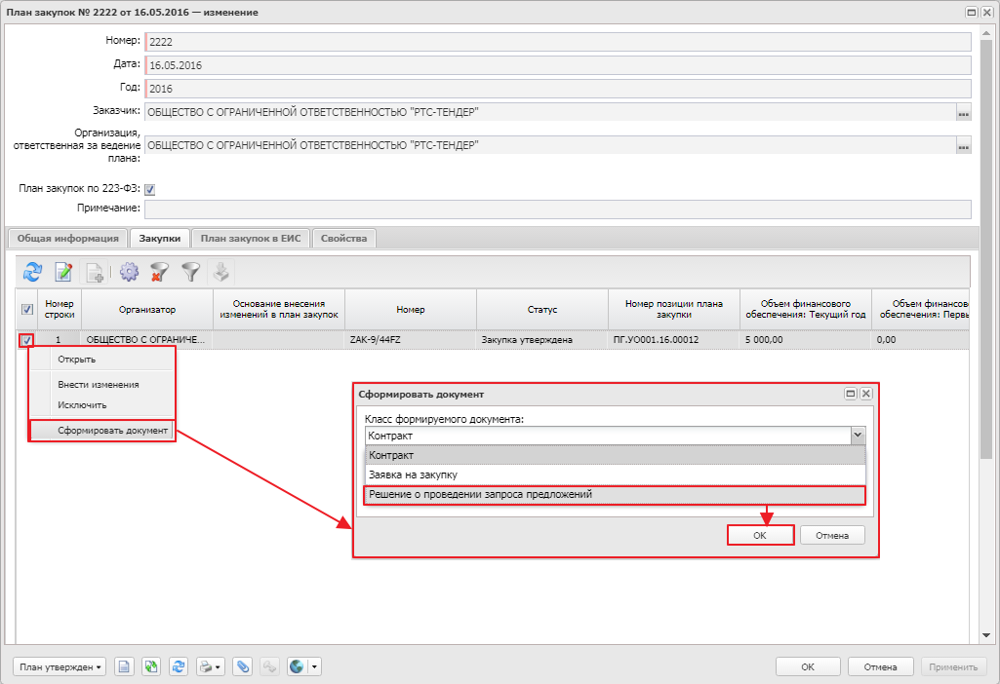 План закупок № 2222 от 16.05.2016 — изменение
Номер: 2222
Дата: 16.05.2016
Год: 2016
Заказчик: ОБЩЕСТВО С ОГРАНИЧЕННОЙ ОТВЕТСТВЕННОСТЬЮ "РТС-ТЕНДЕР"
Организация,
ответственная за ведение
плана:
ОБЩЕСТВО С ОГРАНИЧЕННОЙ ОТВЕТСТВЕННОСТЬЮ "РТС-ТЕНДЕР"
План закупок по 223-ФЗ:
Примечание:
Общая информация Закупки План закупок в ЕИС Свойства
Номер строки
Организатор
Основание внесения изменений в план закупок
Номер
Статус
Номер позиции плана закупки
Объем финансового обеспечения: Текущий год
Объем финансово обеспечения: Первы
1 ОБЩЕСТВО С ОГРАНИЧЕ... ZAK-9/44FZ Закупка утверждена ПГ.УО001.16.00012 5 000,00 0,00
Открыть
Внести изменения
Исключить
Сформировать документ
Сформировать документ
Класс формируемого документа:
Контракт
Контракт
Заявка на закупку
Решение о проведении запроса предложений
OK Отмена
План утвержден OK Отмена Применить